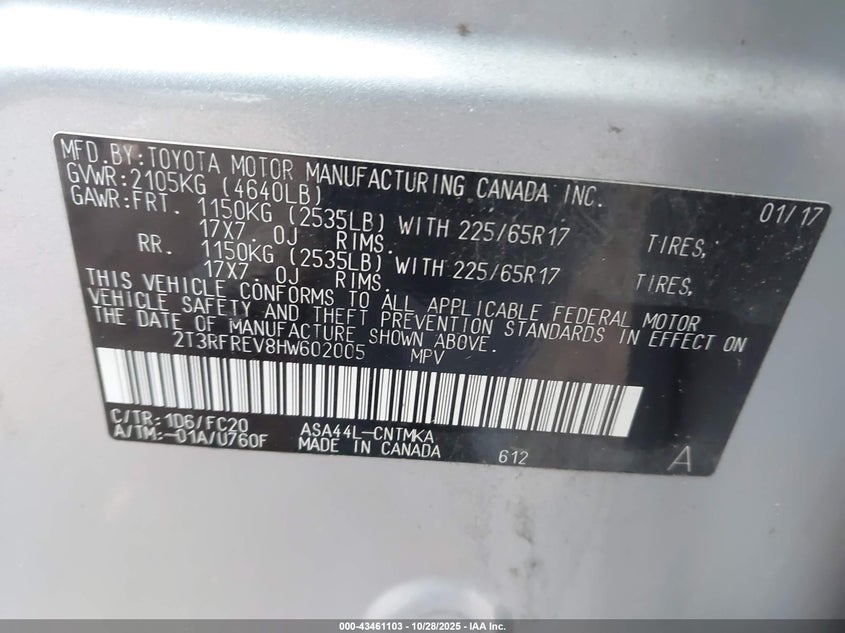 MFD.BY:TOYOTA MOTOR MANUFACTURING CANADA INC.
GVWR:2105KG (4640LB) 01/17
GAWR:FRT. 1150KG (2535LB) WITH 225/65R17 TIRES,
17X7 0J RIMS.
RR. 1150KG (2535LB) WITH 225/65R17 TIRES,
17X7 0J RIMS.
THIS VEHICLE CONFORMS TO ALL APPLICABLE FEDERAL MOTOR
VEHICLE SAFETY AND THEFT PREVENTION STANDARDS IN EFFECT ON
THE DATE OF MANUFACTURE SHOWN ABOVE.
2T3RFREV8HW602005 MPV
C/TR:1D6/FC20 ASA44L-CNTMKA
A/TM:-01A/U760F MADE IN CANADA 612 A
000-43461103 - 10/28/2025 - IAA Inc.